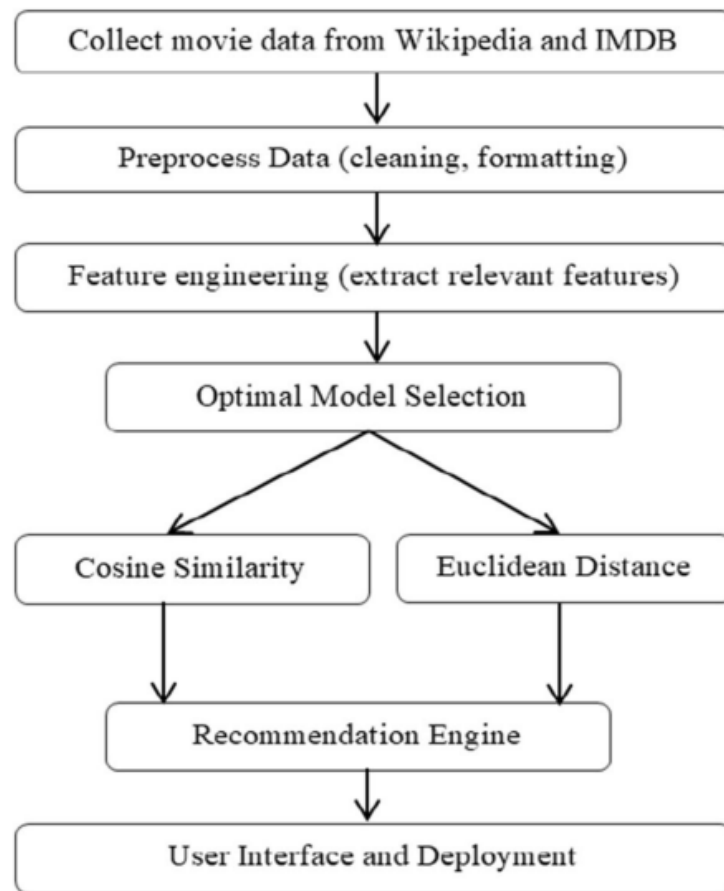 Collect movie data from Wikipedia and IMDB
Preprocess Data (cleaning, formatting)
Feature engineering (extract relevant features)
Optimal Model Selection
Cosine Similarity
Euclidean Distance
Recommendation Engine
User Interface and Deployment